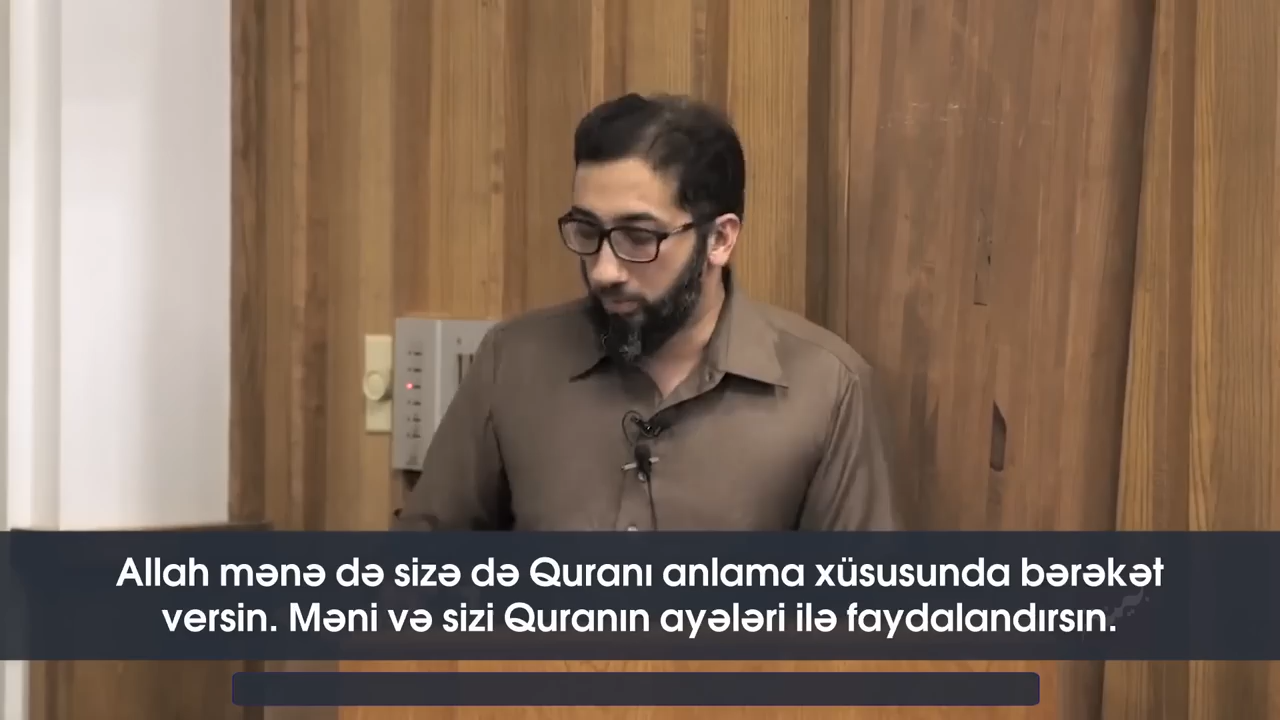 Allah mənə də sizə də Quranı anlama xüsusunda bərəkət
versin. Məni və sizi Quranın ayələri ilə faydalandırsın.